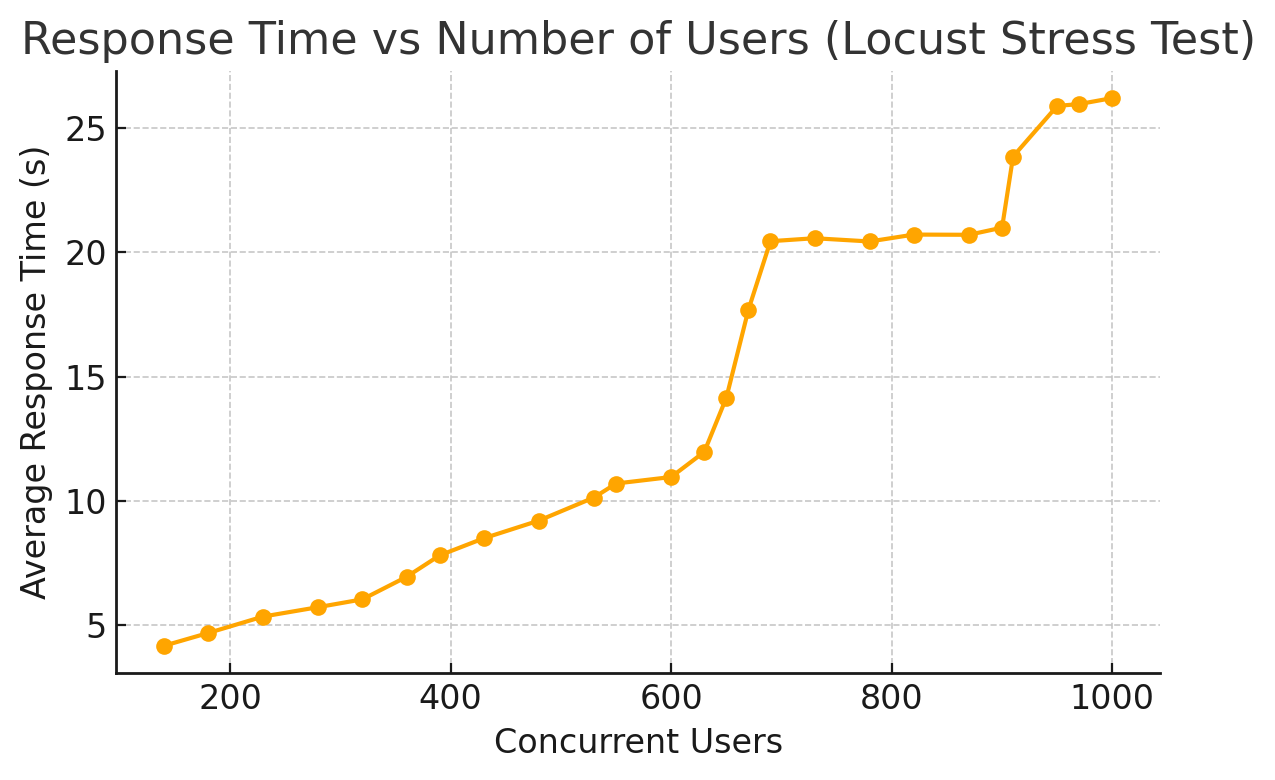 Response Time vs Number of Users (Locust Stress Test)
Average Response Time (s)
25
20
15
10
5
200 400 600 800 1000
Concurrent Users